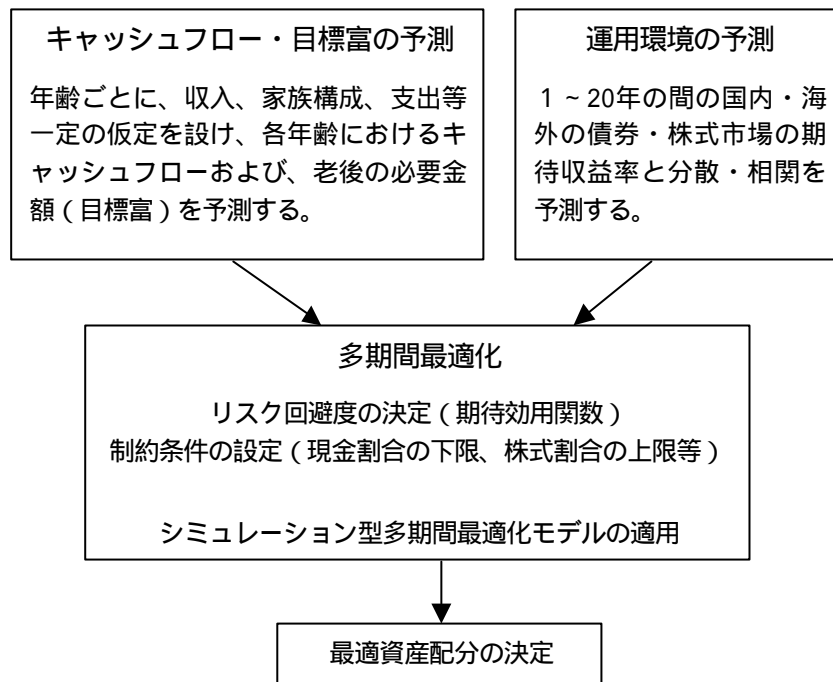 キャッシュフロー・目標富の予測
年齢ごとに、収入、家族構成、支出等
一定の仮定を設け、各年齢におけるキ
ャッシュフローおよび、老後の必要金
額（目標富）を予測する。
運用環境の予測
１～20年の間の国内・海
外の債券・株式市場の期
待収益率と分散・相関を
予測する。
多期間最適化
リスク回避度の決定（期待効用関数）
制約条件の設定（現金割合の下限、株式割合の上限等）
シミュレーション型多期間最適化モデルの適用
最適資産配分の決定